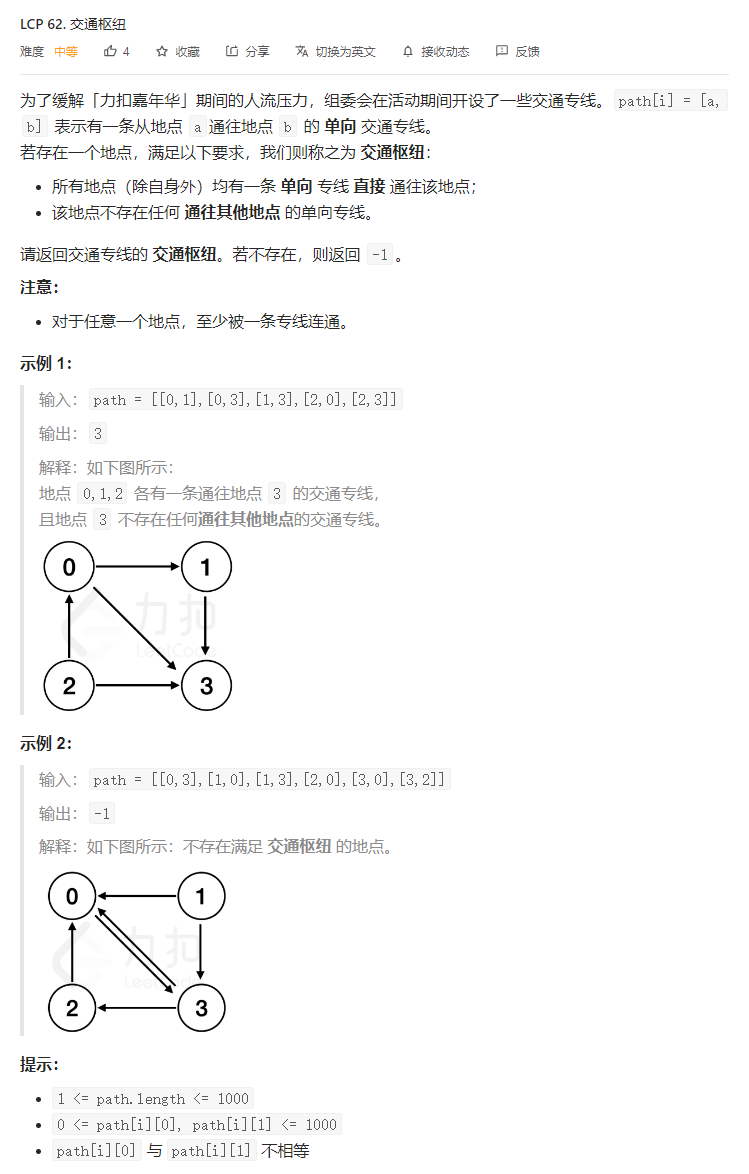 LCP 62. 交通枢纽
难度 中等 4 收藏 分享 切换为英文 接收动态 反馈
为了缓解「力扣嘉年华」期间的人流压力，组委会在活动期间开设了一些交通专线。path[i] = [a,
b] 表示有一条从地点 a 通往地点 b 的 单向 交通专线。
若存在一个地点，满足以下要求，我们则称之为 交通枢纽：
• 所有地点（除自身外）均有一条 单向 专线 直接 通往该地点；
• 该地点不存在任何 通往其他地点 的单向专线。
请返回交通专线的 交通枢纽。若不存在，则返回 -1。
注意：
• 对于任意一个地点，至少被一条专线连通。
示例 1：
输入： path = [[0,1],[0,3],[1,3],[2,0],[2,3]]
输出： 3
解释：如下图所示：
地点 0,1,2 各有一条通往地点 3 的交通专线，
且地点 3 不存在任何通往其他地点的交通专线。
0 1
力扣
LeetCode
2 3
示例 2：
输入： path = [[0,3],[1,0],[1,3],[2,0],[3,0],[3,2]]
输出： -1
解释：如下图所示：不存在满足 交通枢纽 的地点。
0 1
力扣
LeetCode
2 3
提示：
• 1 <= path.length <= 1000
• 0 <= path[i][0], path[i][1] <= 1000
• path[i][0] 与 path[i][1] 不相等